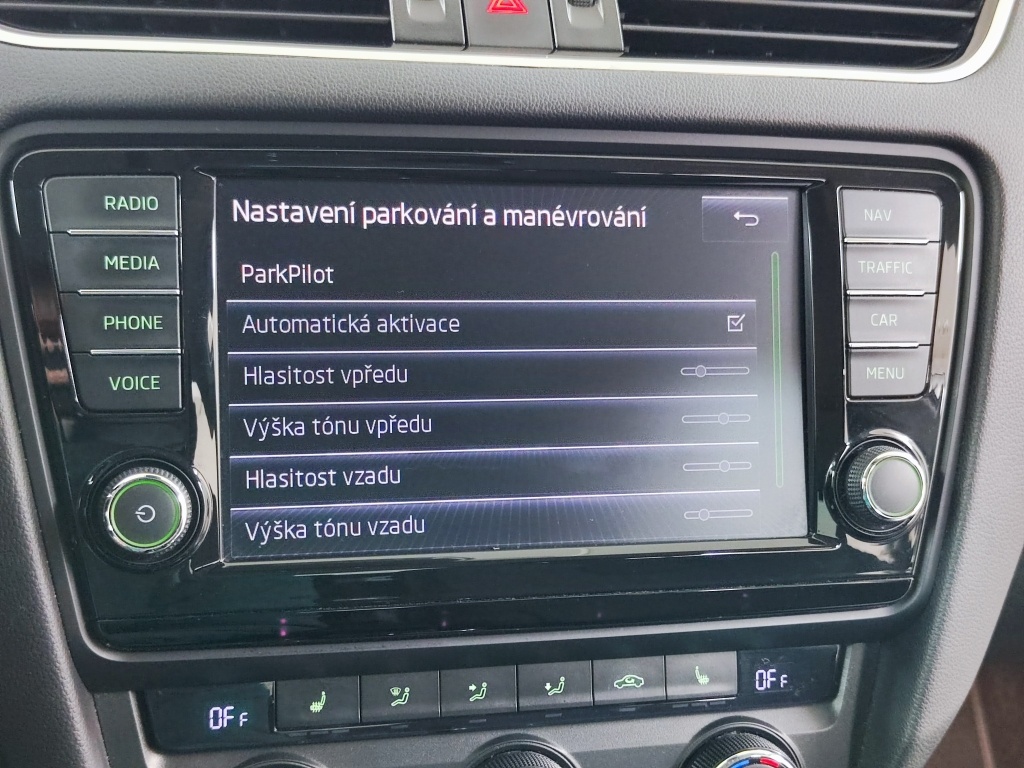 RADIO
MEDIA
PHONE
VOICE
Nastavení parkování a manévrování
ParkPilot
Automatická aktivace
Hlasitost vpředu
Výška tónu vpředu
Hlasitost vzadu
Výška tónu vzadu
NAV
TRAFFIC
CAR
MENU
OFF
OFF